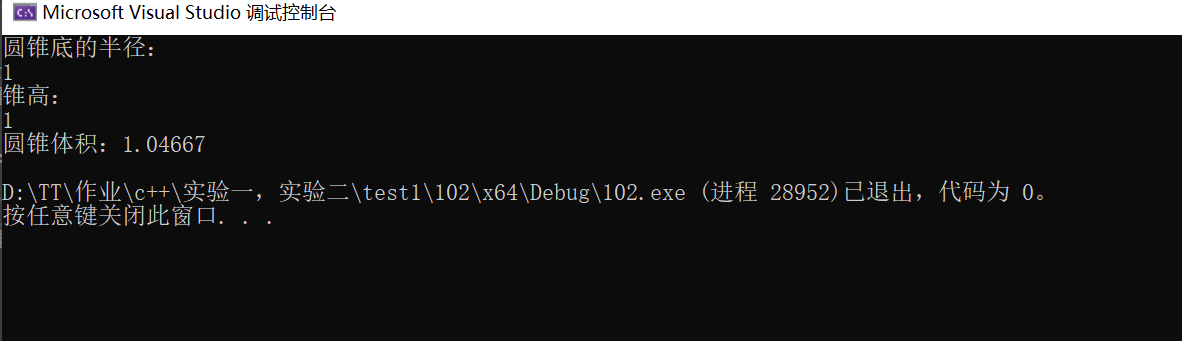 Microsoft Visual Studio 调试控制台
圆锥底的半径：
1
锥高：
1
圆锥体积：1.04667
D:\TT\作业\c++\实验一，实验二\test1\102\x64\Debug\102.exe (进程 28952)已退出，代码为 0。
按任意键关闭此窗口. . .